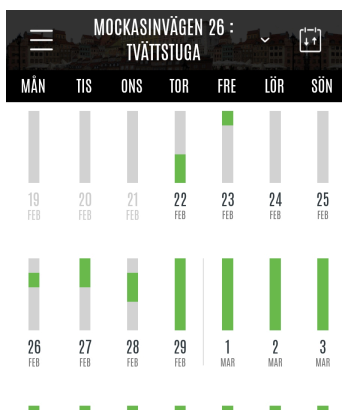 MOCKASINVÄGEN 26 :
TVÄTTSTUGA
MÅN TIS ONS TOR FRE LÖR SÖN
19 20 21 22 23 24 25
FEB FEB FEB FEB FEB FEB FEB
26 27 28 29 1 2 3
FEB FEB FEB FEB MAR MAR MAR